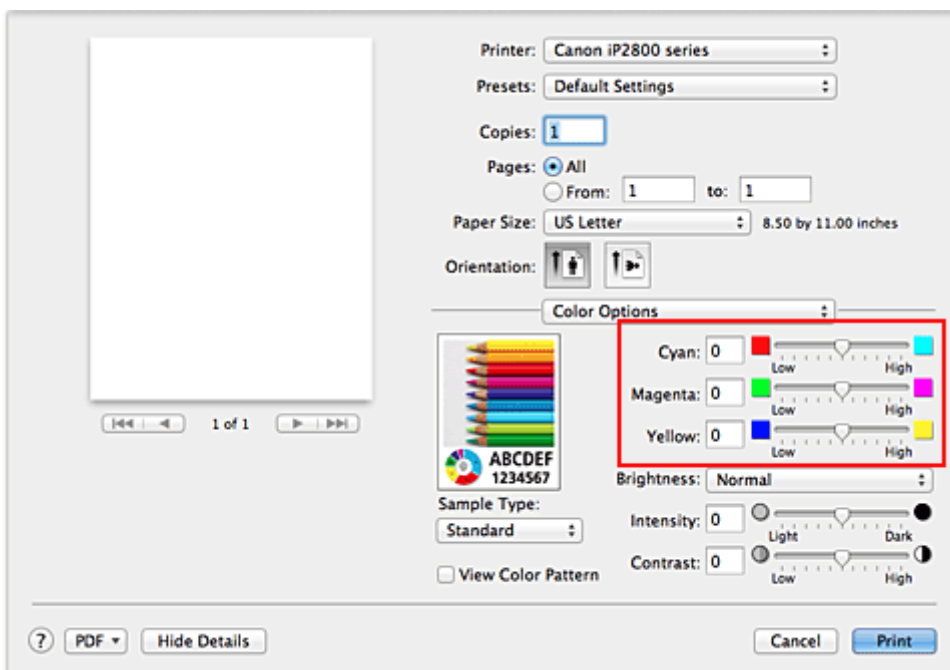 Printer: Canon iP2800 series
Presets: Default Settings
Copies: 1
Pages: All
From: 1 to: 1
Paper Size: US Letter 8.50 by 11.00 inches
Orientation:
Color Options
Cyan: 0
Low High
Magenta: 0
Low High
Yellow: 0
Low High
1 of 1
ABCDEF
1234567
Sample Type:
Standard
View Color Pattern
Brightness: Normal
Intensity: 0
Light Dark
Contrast: 0
Low High
? PDF Hide Details Cancel Print